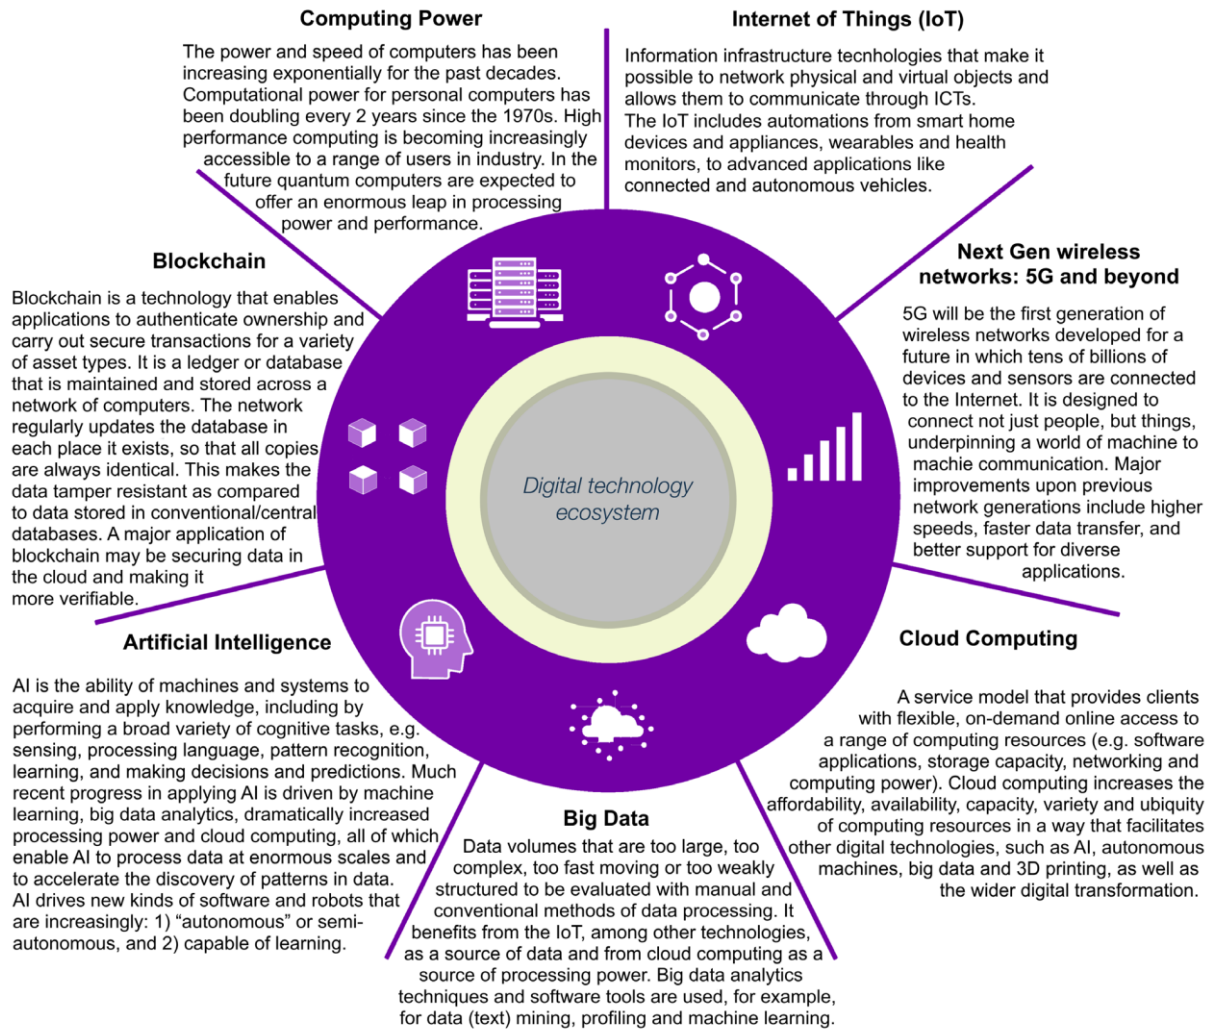 Computing Power
The power and speed of computers has been
increasing exponentially for the past decades.
Computational power for personal computers has
been doubling every 2 years since the 1970s. High
performance computing is becoming increasingly
accessible to a range of users in industry. In the
future quantum computers are expected to
offer an enormous leap in processing
power and performance.
Internet of Things (IoT)
Information infrastructure tecnhologies that make it
possible to network physical and virtual objects and
allows them to communicate through ICTs.
The IoT includes automations from smart home
devices and appliances, wearables and health
monitors, to advanced applications like
connected and autonomous vehicles.
Next Gen wireless
networks: 5G and beyond
5G will be the first generation of
wireless networks developed for a
future in which tens of billions of
devices and sensors are connected
to the Internet. It is designed to
connect not just people, but things,
underpinning a world of machine to
machie communication. Major
improvements upon previous
network generations include higher
speeds, faster data transfer, and
better support for diverse
applications.
Cloud Computing
A service model that provides clients
with flexible, on-demand online access to
a range of computing resources (e.g. software
applications, storage capacity, networking and
computing power). Cloud computing increases the
affordability, availability, capacity, variety and ubiquity
of computing resources in a way that facilitates
other digital technologies, such as AI, autonomous
machines, big data and 3D printing, as well as
the wider digital transformation.
Big Data
Data volumes that are too large, too
complex, too fast moving or too weakly
structured to be evaluated with manual and
conventional methods of data processing. It
benefits from the IoT, among other technologies,
as a source of data and from cloud computing as a
source of processing power. Big data analytics
techniques and software tools are used, for example,
for data (text) mining, profiling and machine learning.
Artificial Intelligence
AI is the ability of machines and systems to
acquire and apply knowledge, including by
performing a broad variety of cognitive tasks, e.g.
sensing, processing language, pattern recognition,
learning, and making decisions and predictions. Much
recent progress in applying AI is driven by machine
learning, big data analytics, dramatically increased
processing power and cloud computing, all of which
enable AI to process data at enormous scales and
to accelerate the discovery of patterns in data.
AI drives new kinds of software and robots that
are increasingly: 1) “autonomous” or semi-
autonomous, and 2) capable of learning.
Blockchain
Blockchain is a technology that enables
applications to authenticate ownership and
carry out secure transactions for a variety
of asset types. It is a ledger or database
that is maintained and stored across a
network of computers. The network
regularly updates the database in
each place it exists, so that all copies
are always identical. This makes the
data tamper resistant as compared
to data stored in conventional/central
databases. A major application of
blockchain may be securing data in
the cloud and making it
more verifiable.
Digital technology
ecosystem